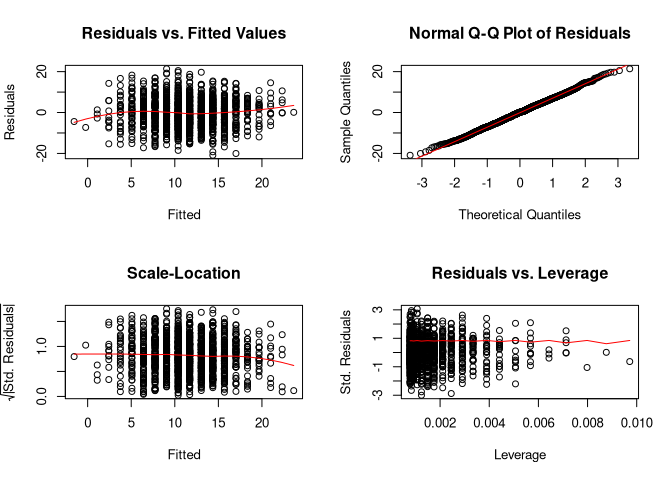 Residuals vs. Fitted Values
Residuals
20
0
-20
0 5 10 15 20
Fitted
Normal Q-Q Plot of Residuals
Sample Quantiles
20
0
-20
-3 -2 -1 0 1 2 3
Theoretical Quantiles
Scale-Location
√|Std. Residuals|
1.0
0.0
0 5 10 15 20
Fitted
Residuals vs. Leverage
Std. Residuals
3
1
-1
-3
0.002 0.004 0.006 0.008 0.010
Leverage